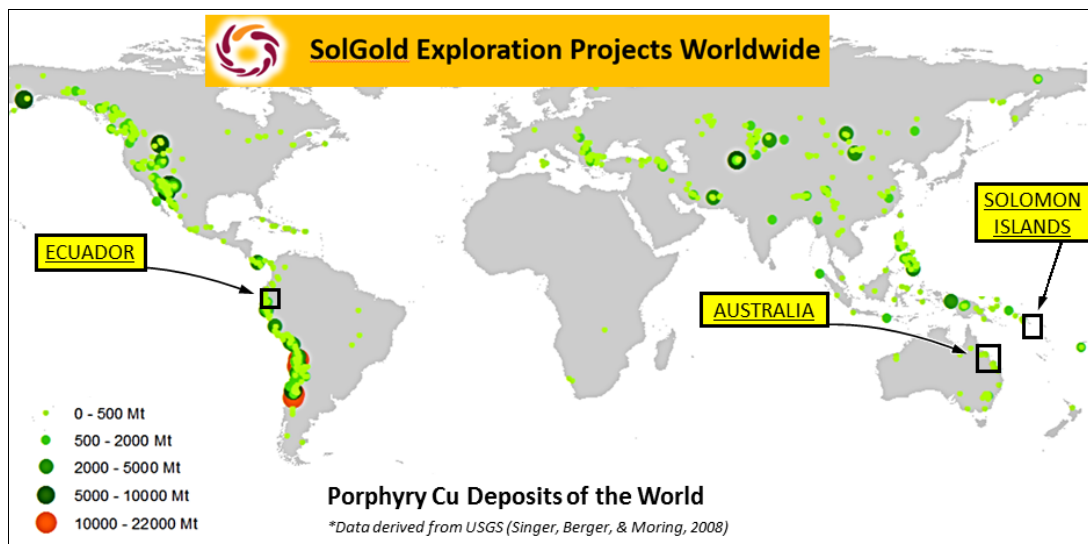 SolGold Exploration Projects Worldwide
SOLOMON
ISLANDS
ECUADOR
AUSTRALIA
0 - 500 Mt
500 - 2000 Mt
2000 - 5000 Mt
5000 - 10000 Mt
10000 - 22000 Mt
Porphyry Cu Deposits of the World
*Data derived from USGS (Singer, Berger, & Moring, 2008)